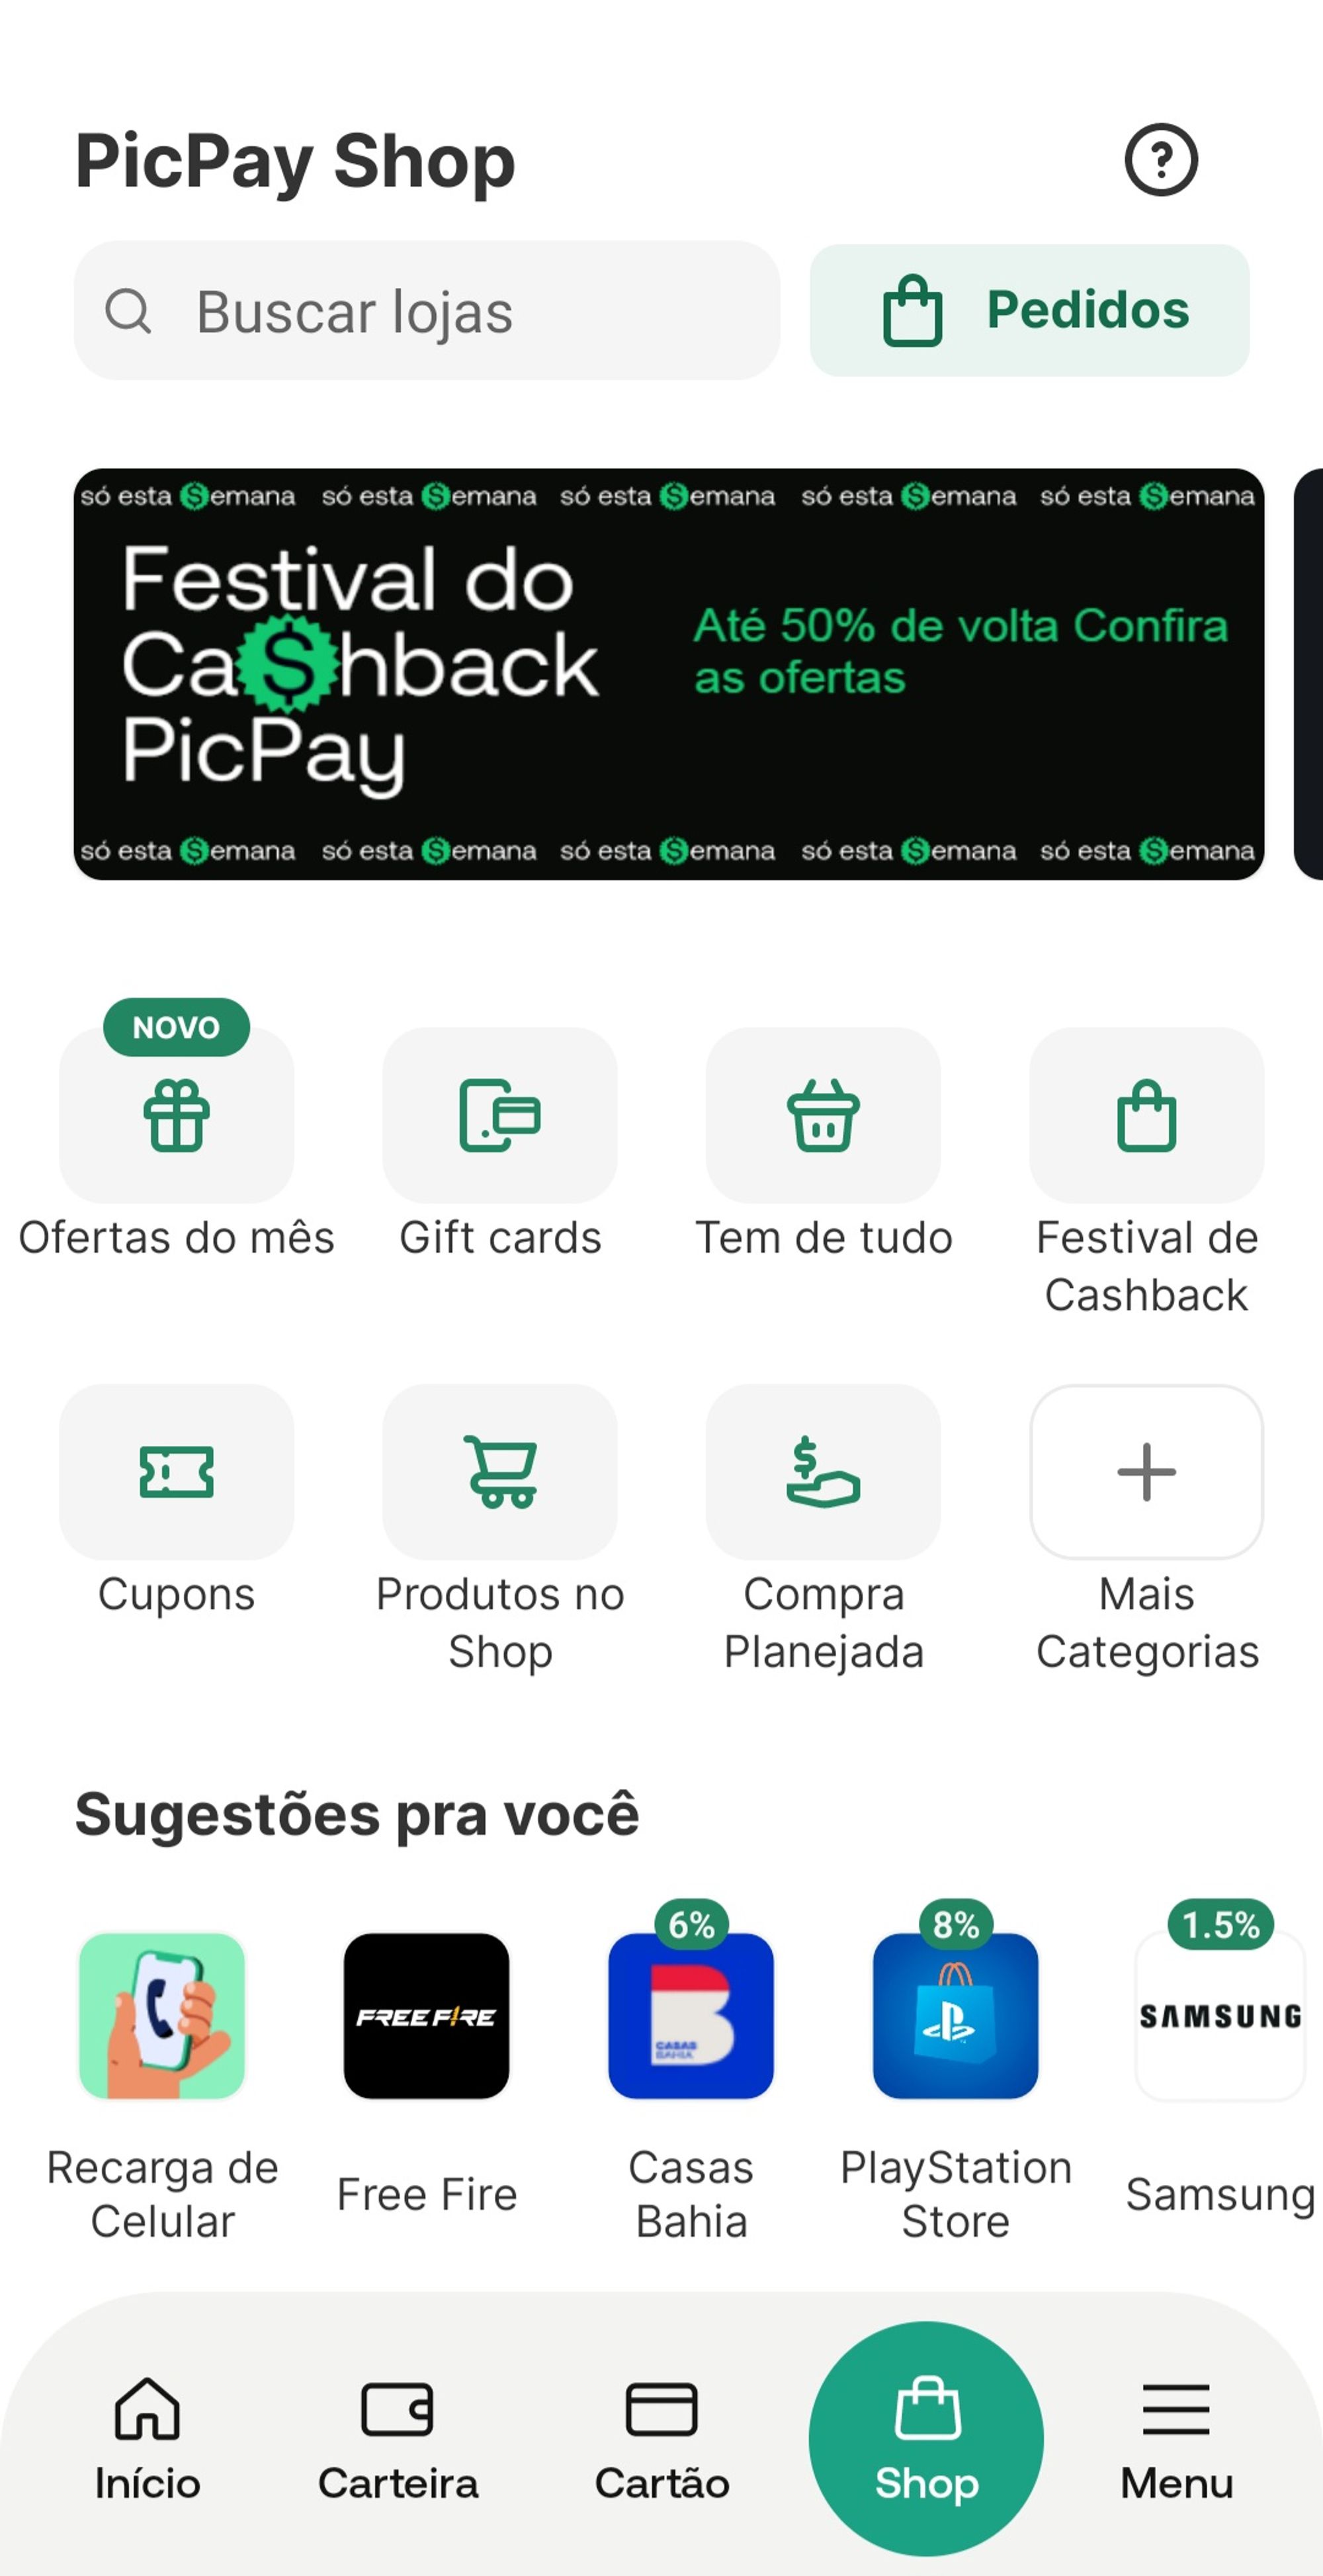 PicPay Shop
Buscar lojas
Pedidos
só esta $emana só esta $emana só esta $emana só esta $emana só esta $emana
Festival do
Ca$hback
PicPay
Até 50% de volta Confira
as ofertas
só esta $emana só esta $emana só esta $emana só esta $emana só esta $emana
NOVO
Ofertas do mês
Gift cards
Tem de tudo
Festival de
Cashback
Cupons
Produtos no
Shop
Compra
Planejada
Mais
Categorias
Sugestões pra você
6%
8%
1.5%
FREE FIRE
CASAS
BAHIA
SAMSUNG
Recarga de
Celular
Free Fire
Casas
Bahia
PlayStation
Store
Samsung
Início
Carteira
Cartão
Shop
Menu